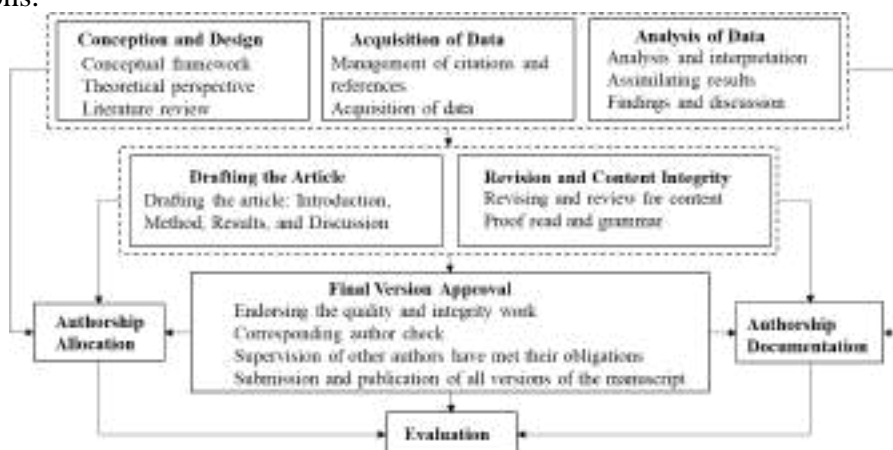 ons.
Conception and Design
Conceptual framework
Theoretical perspective
Literature review
Acquisition of Data
Management of citations and
references
Acquisition of data
Analysis of Data
Analysis and interpretation
Assimilating results
Findings and discussion
Drafting the Article
Drafting the article: Introduction,
Method, Results, and Discussion
Revision and Content Integrity
Revising and review for content
Proof read and grammar
Final Version Approval
Endorsing the quality and integrity work
Corresponding author check
Supervision of other authors have met their obligations
Submission and publication of all versions of the manuscript
Authorship
Allocation
Authorship
Documentation
Evaluation